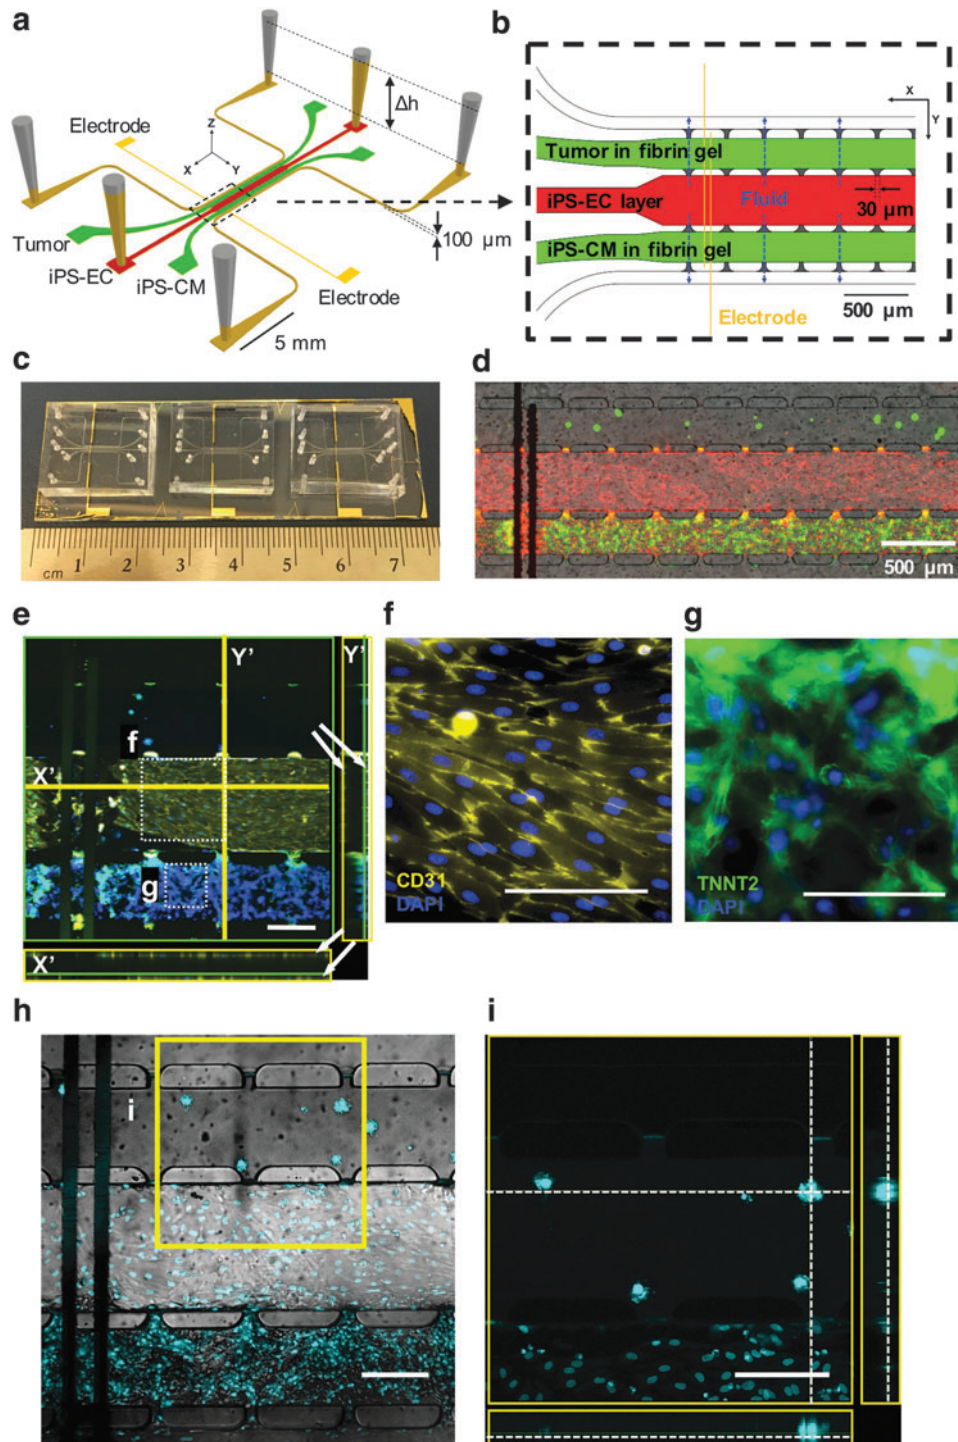 a
Δh
Electrode
Z
X
Y
100 μm
Tumor
iPS-EC
iPS-CM
Electrode
5 mm
b
X
Y
Tumor in fibrin gel
iPS-EC layer
Fluid
30 μm
iPS-CM in fibrin gel
500 μm
Electrode
c
cm 1 2 3 4 5 6 7
d
500 μm
e
Y'
Y'
f
X'
g
X'
f
CD31
DAPI
g
TNNT2
DAPI
h
i
i